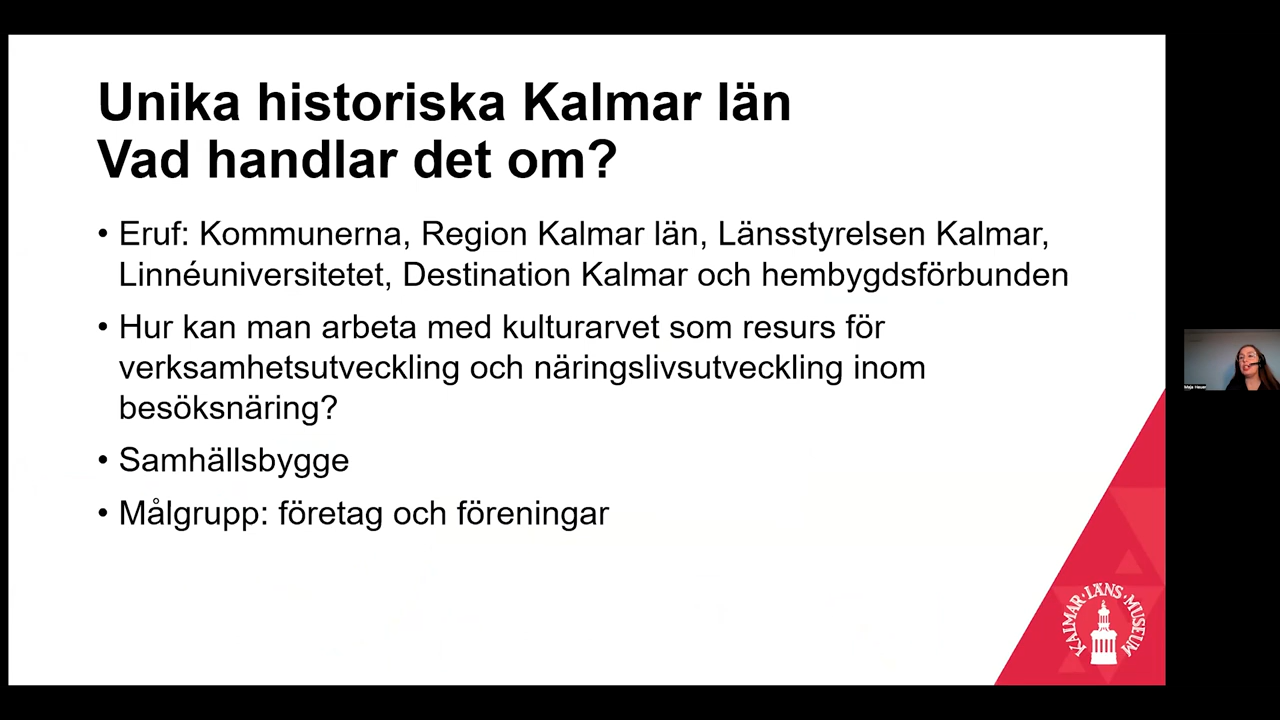 Unika historiska Kalmar län
Vad handlar det om?
• Eruf: Kommunerna, Region Kalmar län, Länsstyrelsen Kalmar,
Linnéuniversitetet, Destination Kalmar och hembygdsförbunden
• Hur kan man arbeta med kulturarvet som resurs för
verksamhetsutveckling och näringslivsutveckling inom
besöksnäring?
• Samhällsbygge
• Målgrupp: företag och föreningar
KALMAR·LÄNS·MUSEUM